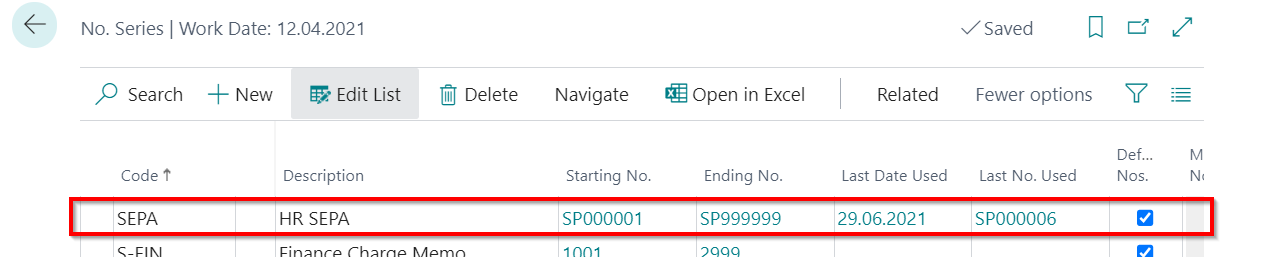 No. Series | Work Date: 12.04.2021
Saved
Search
New
Edit List
Delete
Navigate
Open in Excel
Related
Fewer options
Code ↑
Description
Starting No.
Ending No.
Last Date Used
Last No. Used
Def...
Nos.
M
No
SEPA HR SEPA SP000001 SP999999 29.06.2021 SP000006
S-FIN Finance Charge Memo 1001 2999